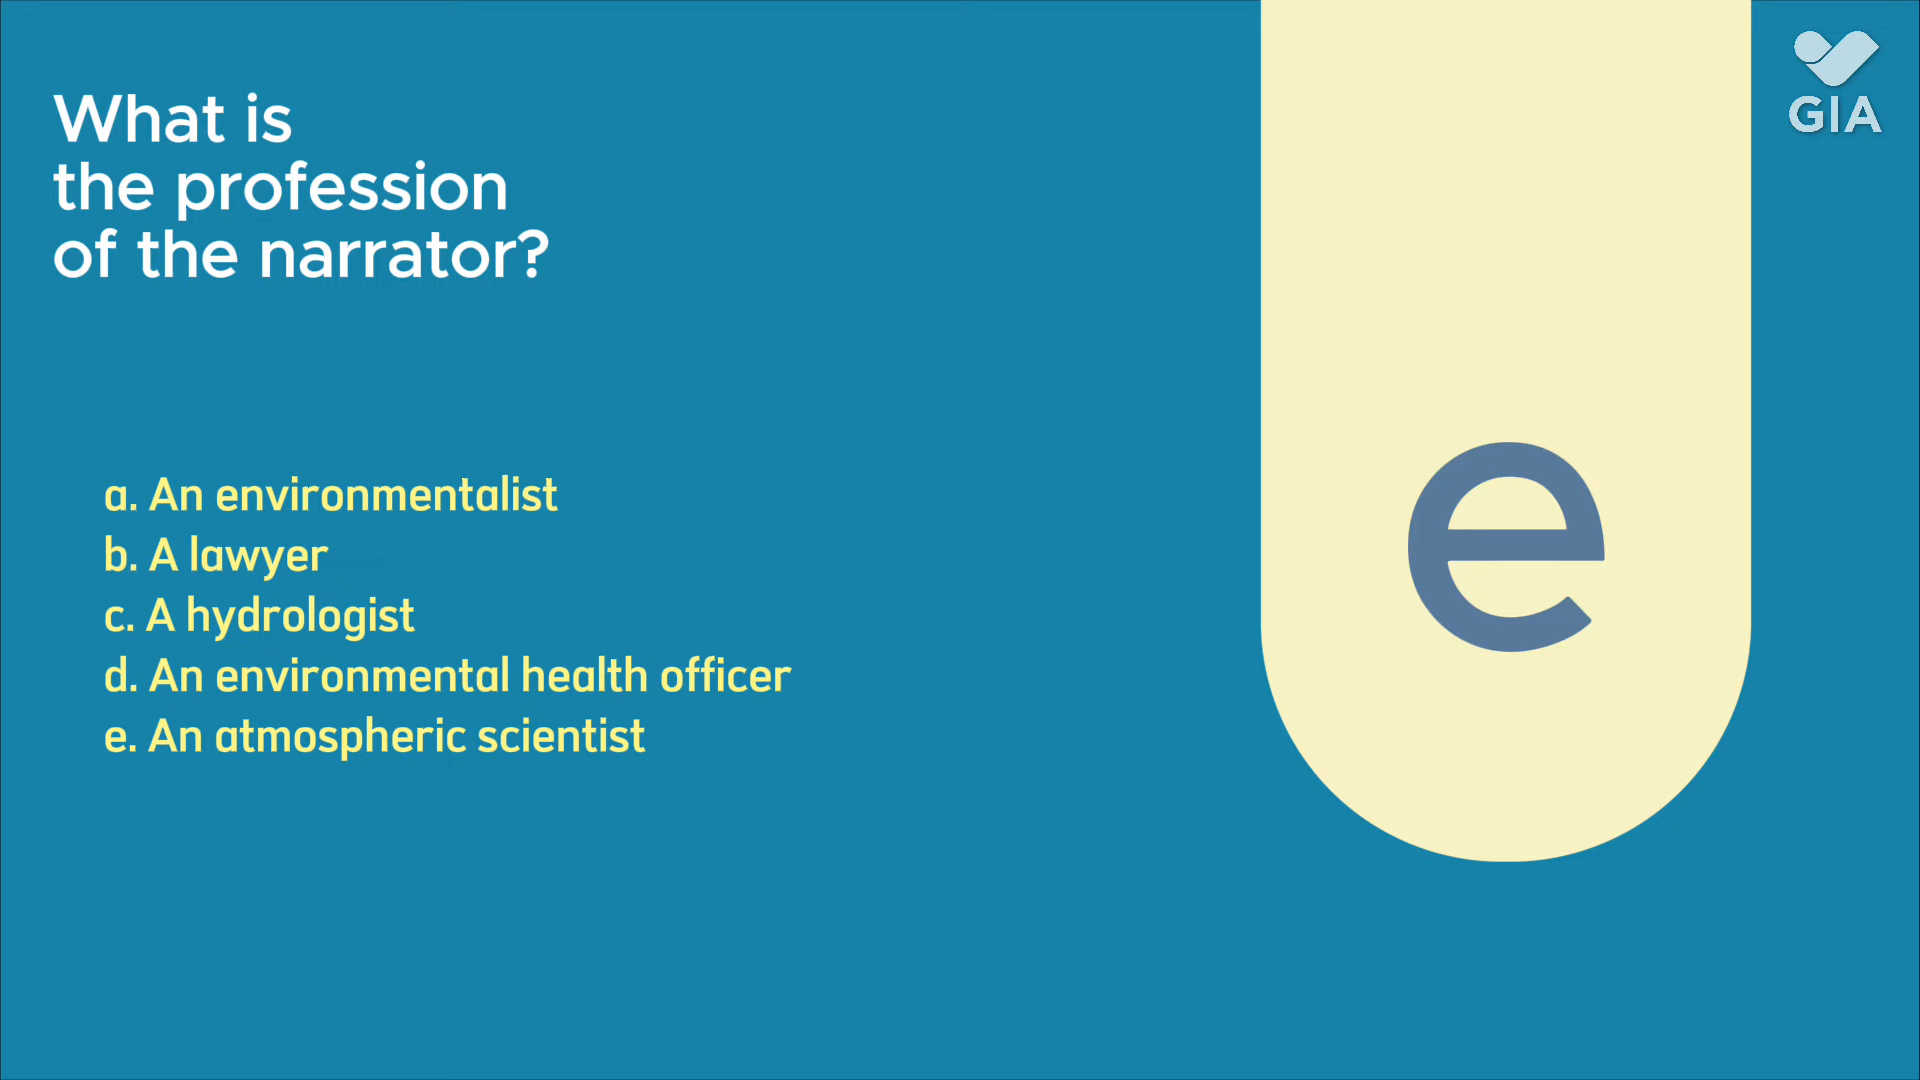 What is
the profession
of the narrator?
a. An environmentalist
b. A lawyer
c. A hydrologist
d. An environmental health officer
e. An atmospheric scientist
e
GIA